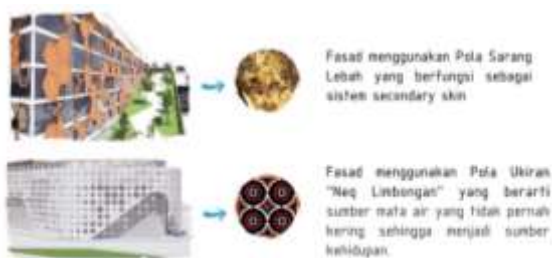 Fasad menggunakan Pola Sarang
Lebah yang berfungsi sebagai
sistem secondary skin
Fasad menggunakan Pola Ukiran
"Neq Limbongan" yang berarti
sumber mata air yang tidak pernah
kering sehingga menjadi sumber
kehidupan.